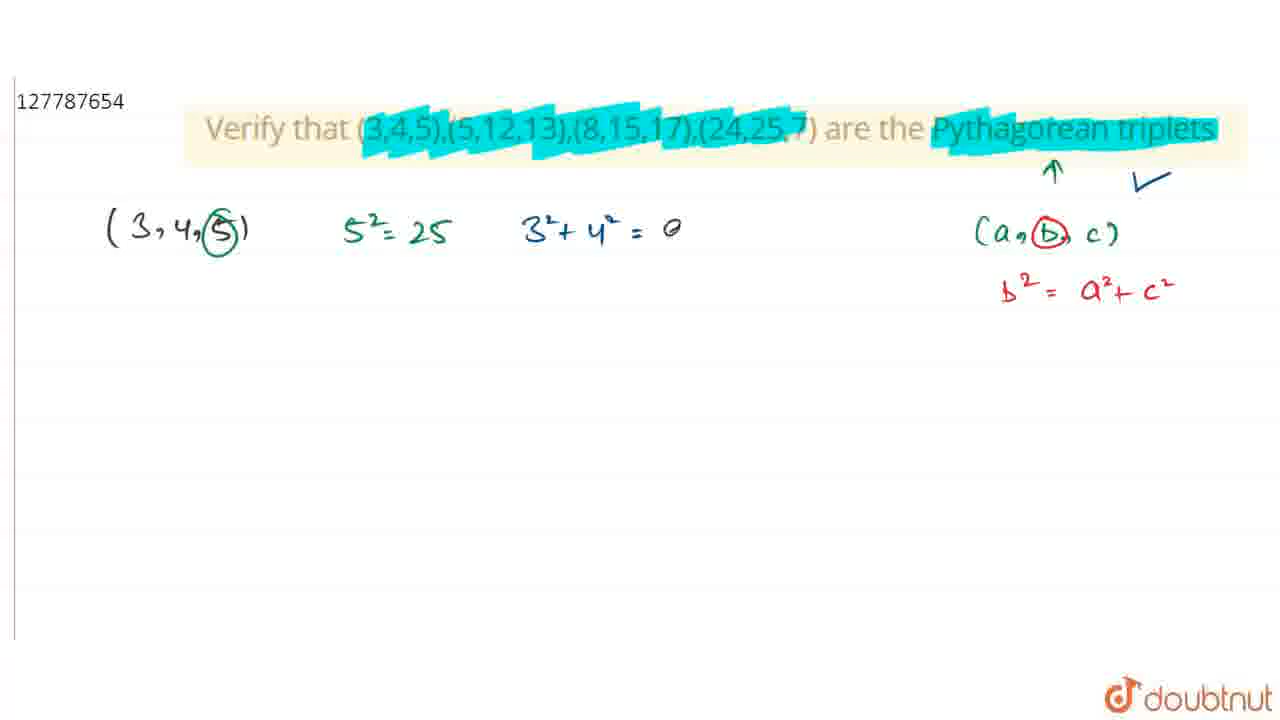 127787654
Verify that (3,4,5),(5,12,13),(8,15,17),(24,25,7) are the Pythagorean triplets
(3,4,5) 5²=25 3²+4²= (a,b,c)
b²= a²+c²
doubtnut